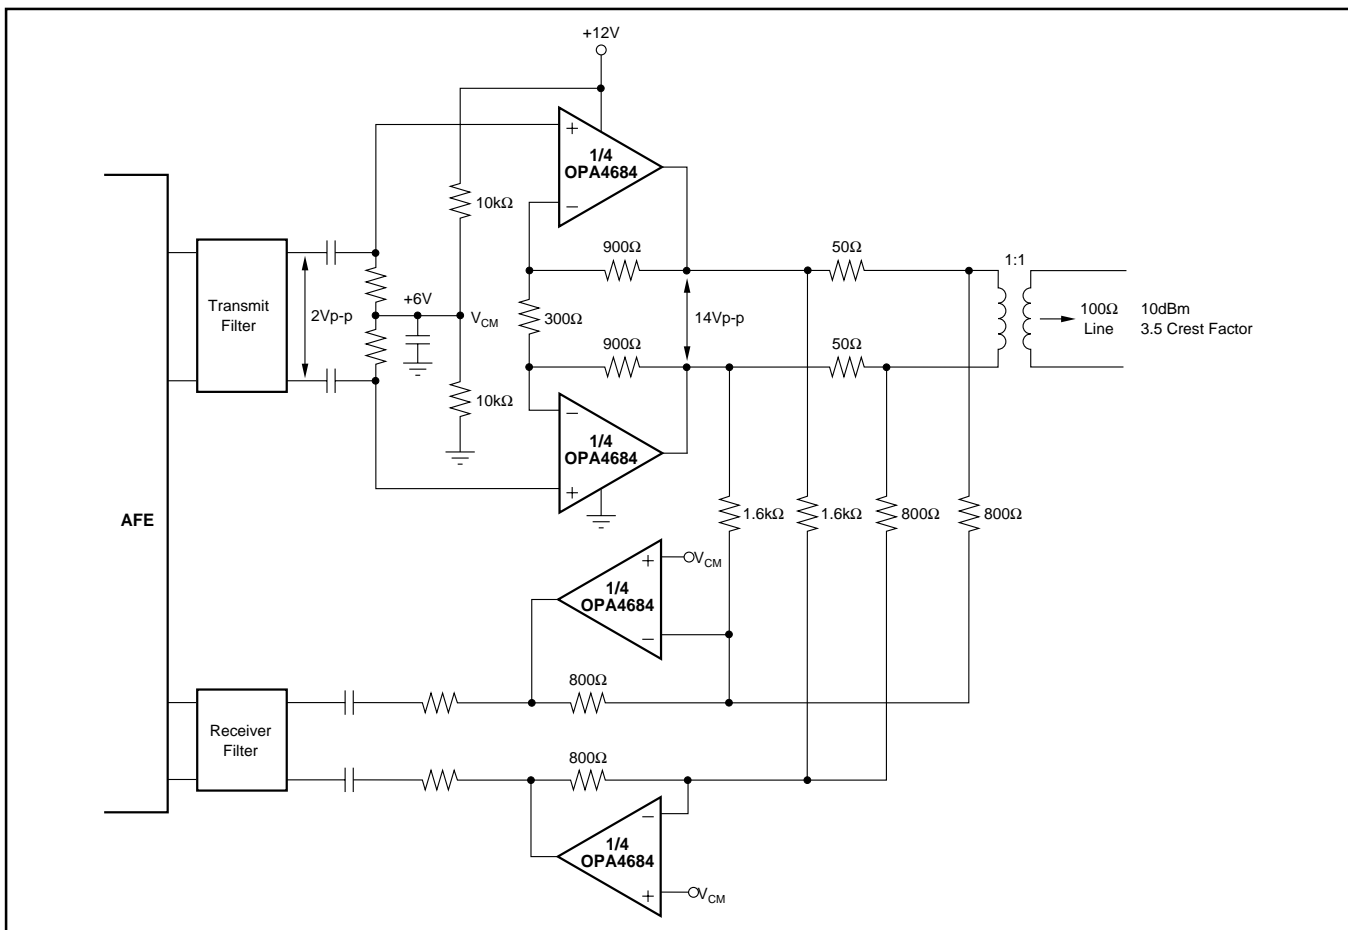 +12V
+
1/4
OPA4684
−
10kΩ
900Ω
50Ω
1:1
Transmit
Filter
2Vp-p
+6V
V_CM
300Ω
14Vp-p
100Ω
Line
10dBm
3.5 Crest Factor
900Ω
50Ω
10kΩ
−
1/4
OPA4684
+
AFE
1.6kΩ
1.6kΩ
800Ω
800Ω
+
V_CM
1/4
OPA4684
−
800Ω
Receiver
Filter
800Ω
−
1/4
OPA4684
+
V_CM